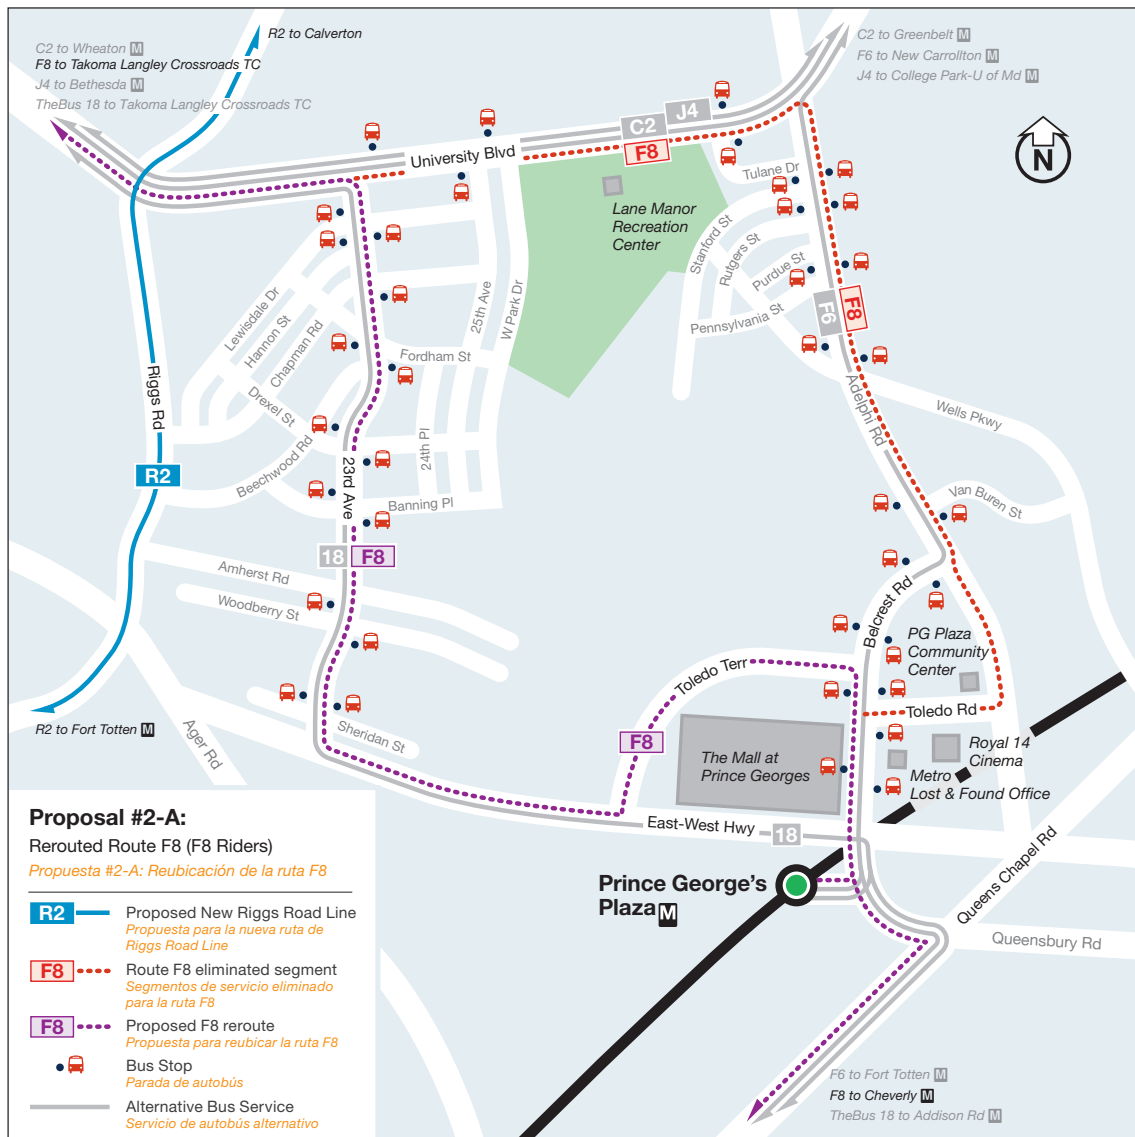 R2 to Calverton
C2 to Wheaton M
F8 to Takoma Langley Crossroads TC
J4 to Bethesda M
TheBus 18 to Takoma Langley Crossroads TC
C2 to Greenbelt M
F6 to New Carrollton M
J4 to College Park-U of Md M
N
C2
J4
F8
University Blvd
Tulane Dr
Lane Manor
Recreation
Center
Stanford St
Rutgers St
Purdue St
Pennsylvania St
F6
F8
Lewisdale Dr
Hannon St
Chapman Rd
25th Ave
W Park Dr
Fordham St
Riggs Rd
Drexel St
Adelphi Rd
Wells Pkwy
Beechwood Rd
24th Pl
23rd Ave
R2
Banning Pl
Van Buren St
18
F8
Amherst Rd
Woodberry St
Belcrest Rd
PG Plaza
Community
Center
Toledo Terr
Toledo Rd
R2 to Fort Totten M
Ager Rd
Sheridan St
F8
The Mall at
Prince Georges
Royal 14
Cinema
Metro
Lost & Found Office
East-West Hwy
18
Queens Chapel Rd
Prince George's
Plaza M
Queensbury Rd
Proposal #2-A:
Rerouted Route F8 (F8 Riders)
Propuesta #2-A: Reubicación de la ruta F8
R2
Proposed New Riggs Road Line
Propuesta para la nueva ruta de
Riggs Road Line
F8
Route F8 eliminated segment
Segmentos de servicio eliminado
para la ruta F8
F8
Proposed F8 reroute
Propuesta para reubicar la ruta F8
Bus Stop
Parada de autobús
Alternative Bus Service
Servicio de autobús alternativo
F6 to Fort Totten M
F8 to Cheverly M
TheBus 18 to Addison Rd M